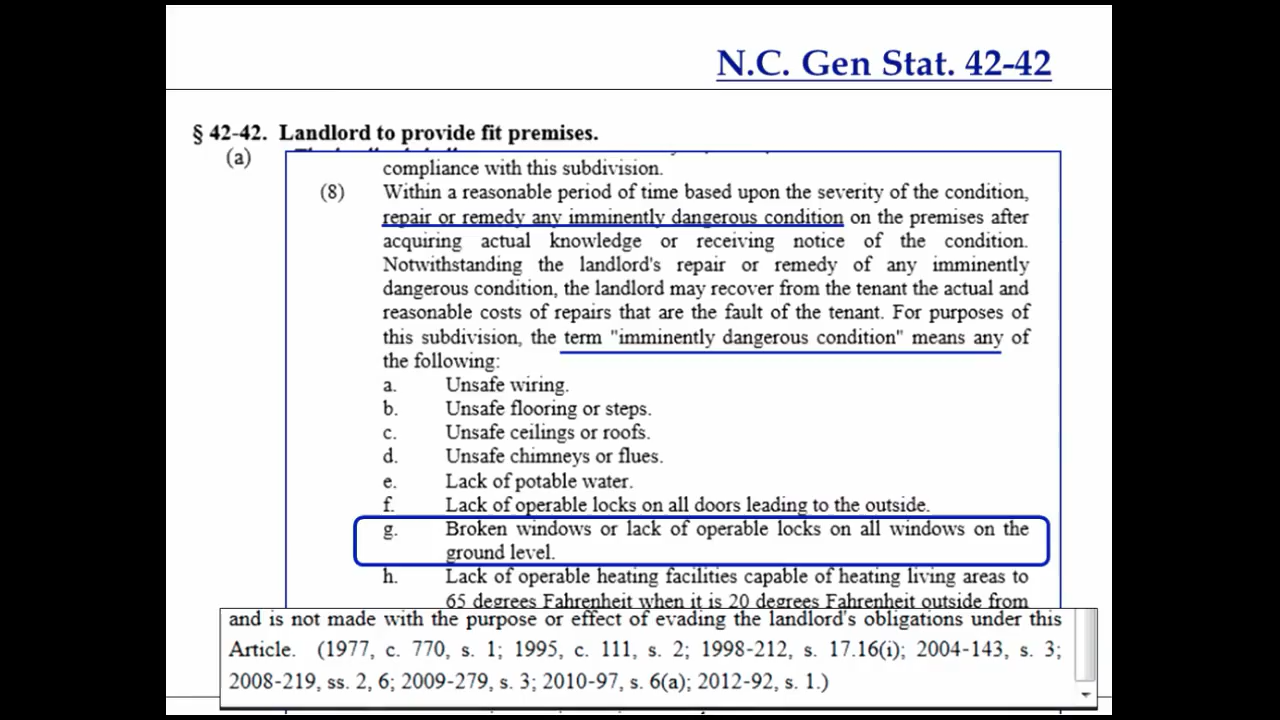 N.C. Gen Stat. 42-42
§ 42-42. Landlord to provide fit premises.
(a)
compliance with this subdivision.
(8) Within a reasonable period of time based upon the severity of the condition,
repair or remedy any imminently dangerous condition on the premises after
acquiring actual knowledge or receiving notice of the condition.
Notwithstanding the landlord's repair or remedy of any imminently
dangerous condition, the landlord may recover from the tenant the actual and
reasonable costs of repairs that are the fault of the tenant. For purposes of
this subdivision, the term "imminently dangerous condition" means any of
the following:
a. Unsafe wiring.
b. Unsafe flooring or steps.
c. Unsafe ceilings or roofs.
d. Unsafe chimneys or flues.
e. Lack of potable water.
f. Lack of operable locks on all doors leading to the outside.
g. Broken windows or lack of operable locks on all windows on the
ground level.
h. Lack of operable heating facilities capable of heating living areas to
65 degrees Fahrenheit when it is 20 degrees Fahrenheit outside from
and is not made with the purpose or effect of evading the landlord's obligations under this
Article. (1977, c. 770, s. 1; 1995, c. 111, s. 2; 1998-212, s. 17.16(i); 2004-143, s. 3;
2008-219, ss. 2, 6; 2009-279, s. 3; 2010-97, s. 6(a); 2012-92, s. 1.)